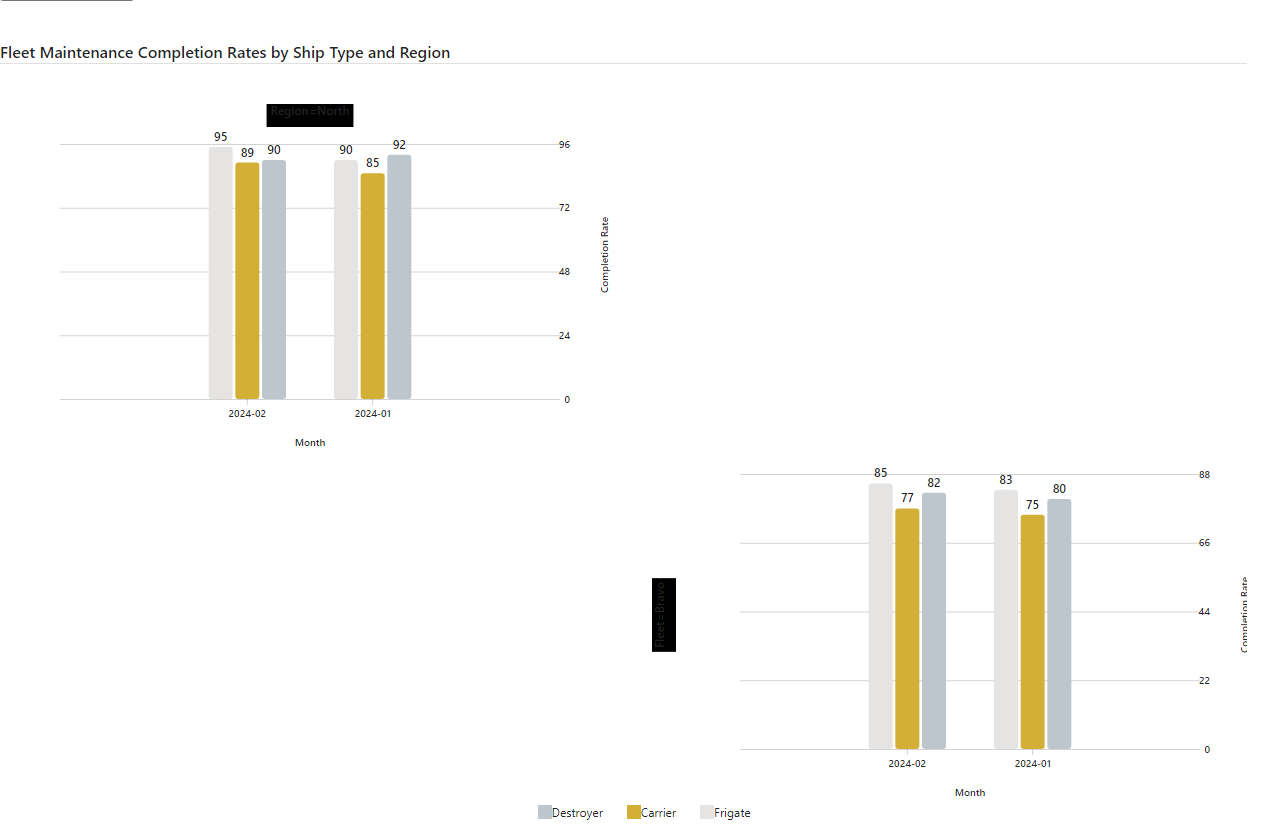 Fleet Maintenance Completion Rates by Ship Type and Region
Region=North
95
89
90
90
85
92
96
72
48
24
0
Completion Rate
2024-02
2024-01
Month
85
77
82
83
75
80
88
66
44
22
0
Fleet=Bravo
Completion Rate
2024-02
2024-01
Month
Destroyer
Carrier
Frigate